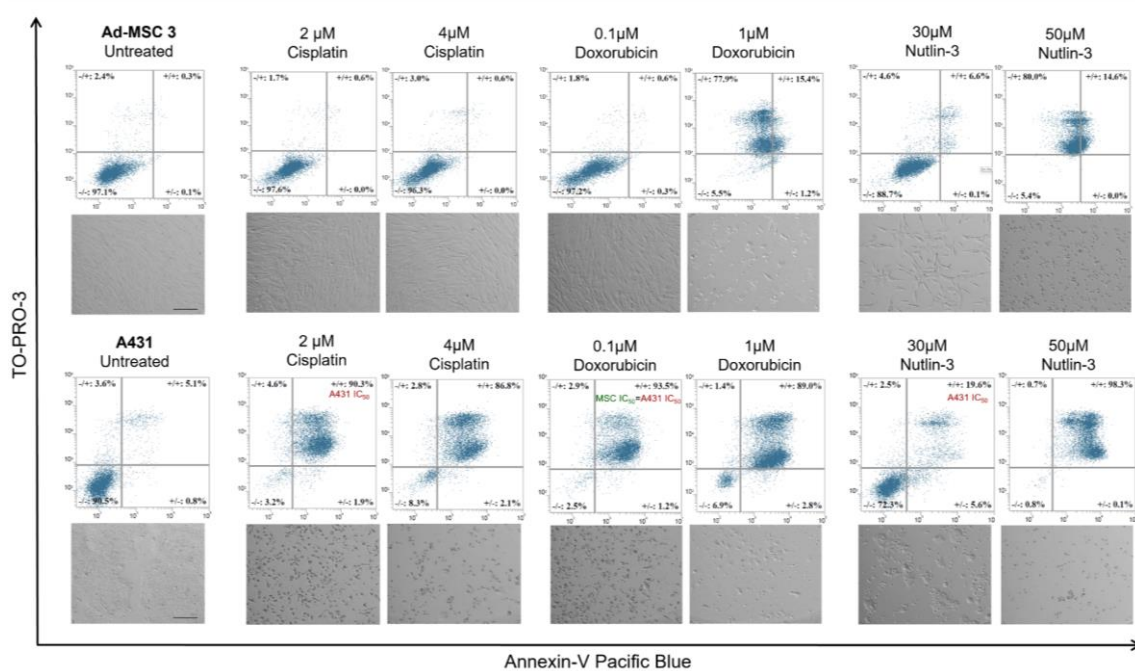 Ad-MSC 3
Untreated
2 µM
Cisplatin
4µM
Cisplatin
0.1µM
Doxorubicin
1µM
Doxorubicin
30µM
Nutlin-3
50µM
Nutlin-3
-/+: 2.4% +/+: 0.3%
-/-: 97.1% +/-: 0.1%
-/+: 1.7% +/+: 0.6%
-/-: 97.6% +/-: 0.0%
-/+: 3.0% +/+: 0.6%
-/-: 96.3% +/-: 0.0%
-/+: 1.8% +/+: 0.6%
-/-: 97.2% +/-: 0.3%
-/+: 77.9% +/+: 15.4%
-/-: 5.5% +/-: 1.2%
-/+: 4.6% +/+: 6.6%
-/-: 88.7% +/-: 0.1%
-/+: 80.0% +/+: 14.6%
-/-: 5.4% +/-: 0.0%
TO-PRO-3
A431
Untreated
2 µM
Cisplatin
4µM
Cisplatin
0.1µM
Doxorubicin
1µM
Doxorubicin
30µM
Nutlin-3
50µM
Nutlin-3
-/+: 3.6% +/+: 5.1%
-/-: 90.5% +/-: 0.8%
-/+: 4.6% +/+: 90.3%
A431 IC50
-/-: 3.2% +/-: 1.9%
-/+: 2.8% +/+: 86.8%
-/-: 8.3% +/-: 2.1%
-/+: 2.9% +/+: 93.5%
MSC IC50=A431 IC50
-/-: 2.5% +/-: 1.2%
-/+: 1.4% +/+: 89.0%
-/-: 6.9% +/-: 2.8%
-/+: 2.5% +/+: 19.6%
A431 IC50
-/-: 72.3% +/-: 5.6%
-/+: 0.7% +/+: 98.3%
-/-: 0.8% +/-: 0.1%
Annexin-V Pacific Blue